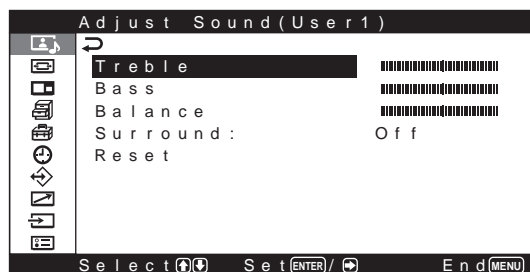 Adjust Sound(User1)
Treble
Bass
Balance
Surround: Off
Reset
Select Set ENTER / End MENU